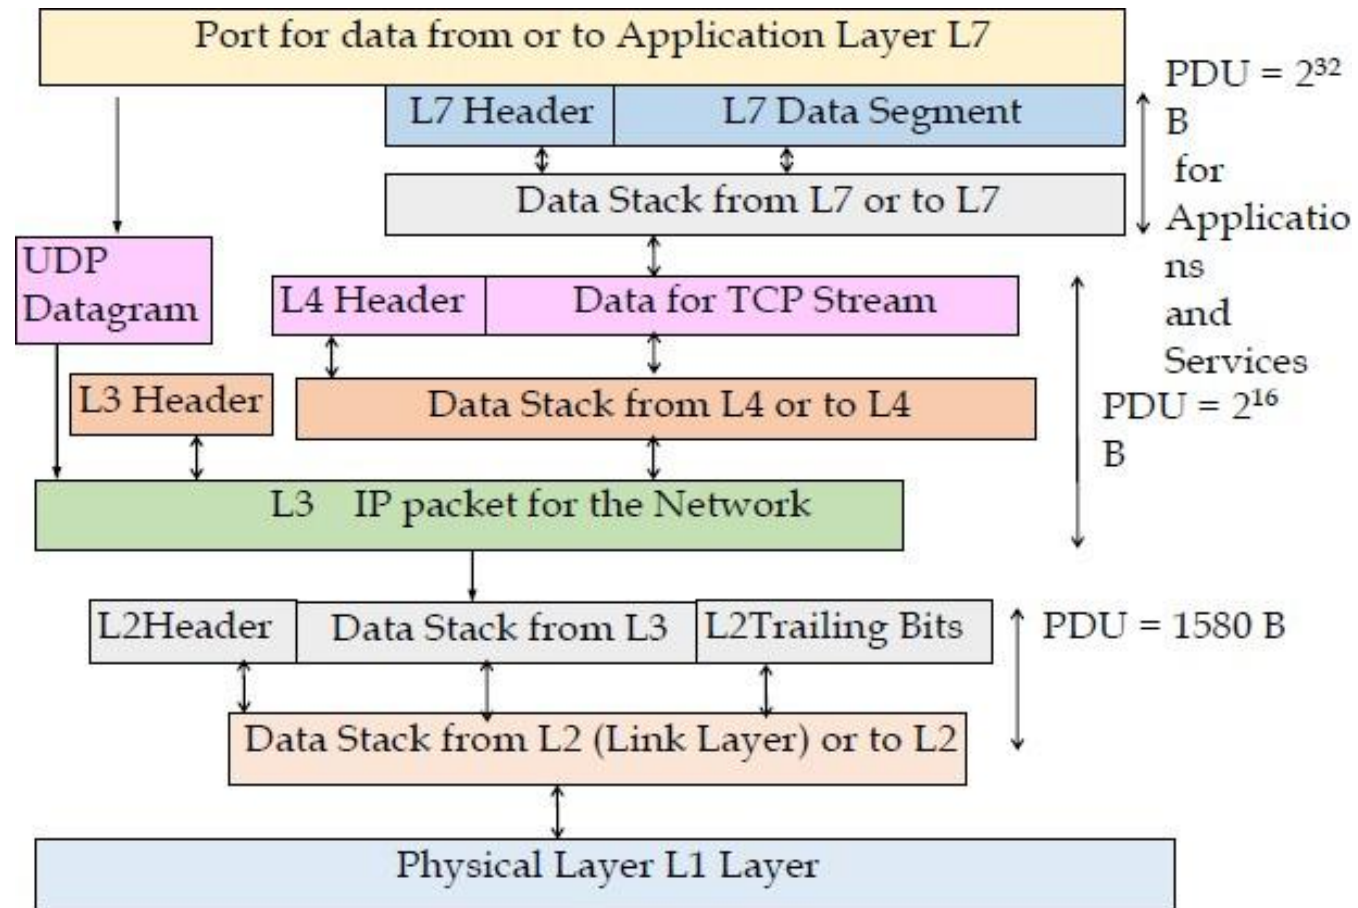 Port for data from or to Application Layer L7
L7 Header
L7 Data Segment
PDU = 2³²
B
for
Applicatio
ns
and
Services
Data Stack from L7 or to L7
UDP
Datagram
L4 Header
Data for TCP Stream
L3 Header
Data Stack from L4 or to L4
PDU = 2¹⁶
B
L3 IP packet for the Network
L2Header
Data Stack from L3
L2Trailing Bits
PDU = 1580 B
Data Stack from L2 (Link Layer) or to L2
Physical Layer L1 Layer